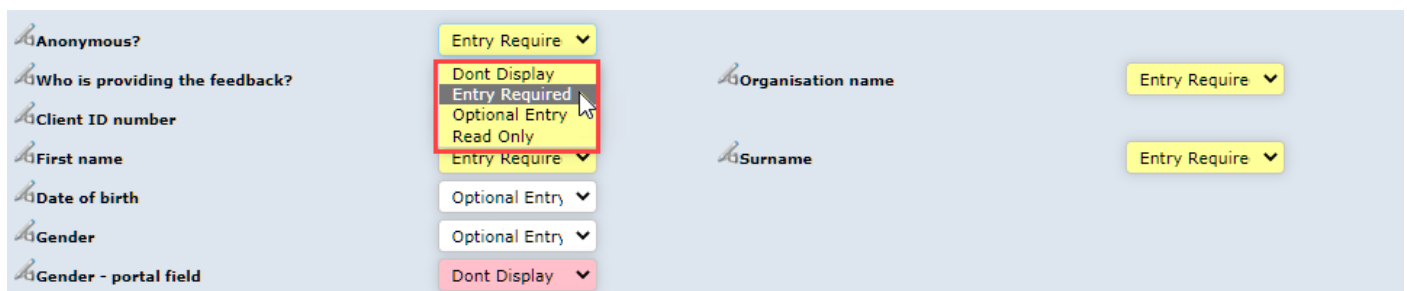 Anonymous? Entry Require
Who is providing the feedback? Dont Display Organisation name Entry Require
Entry Required
Client ID number Optional Entry
Read Only
First name Entry Require Surname Entry Require
Date of birth Optional Entry
Gender Optional Entry
Gender - portal field Dont Display